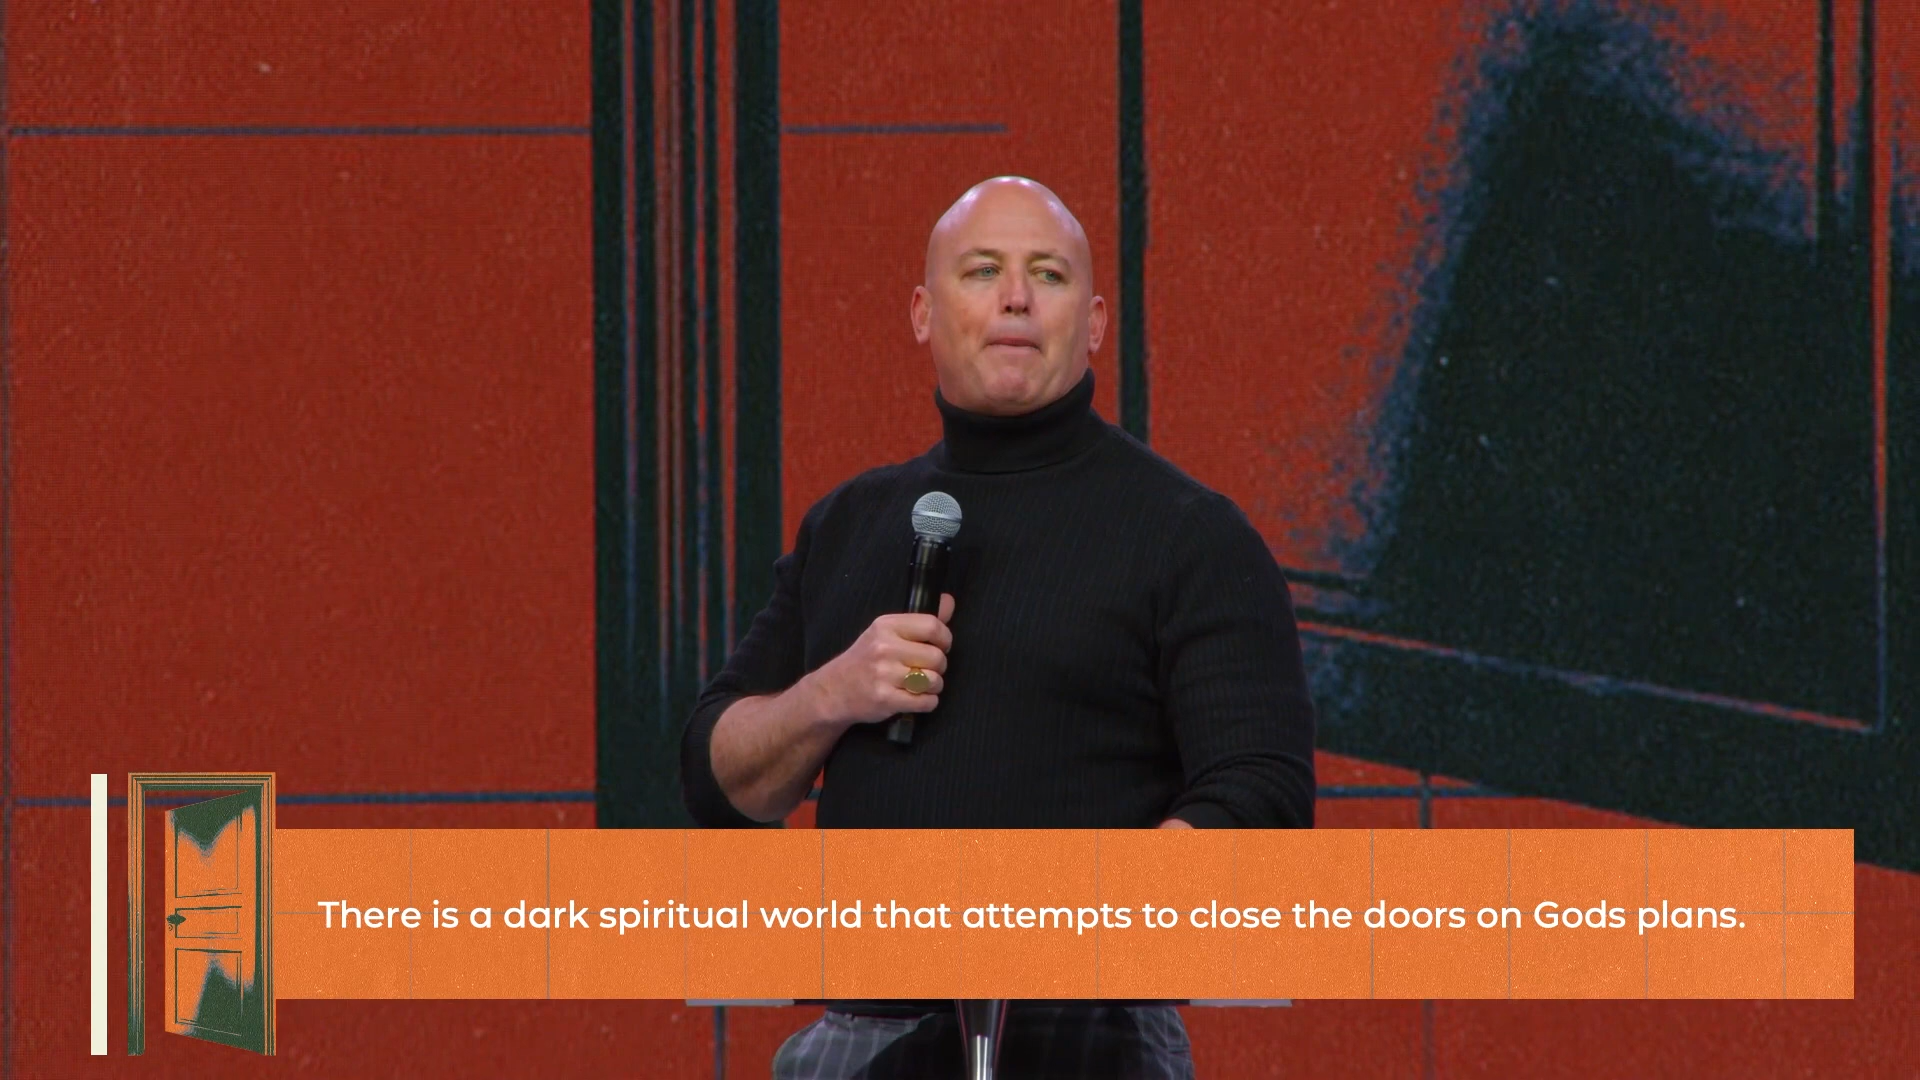 There is a dark spiritual world that attempts to close the doors on Gods plans.